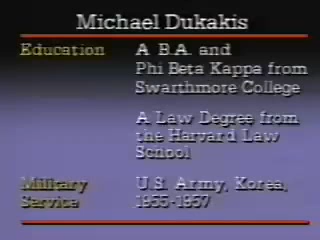 Michael Dukakis
Education A B.A. and
Phi Beta Kappa from
Swarthmore College
A Law Degree from
the Harvard Law
School
Military U.S. Army, Korea,
Service 1955-1957